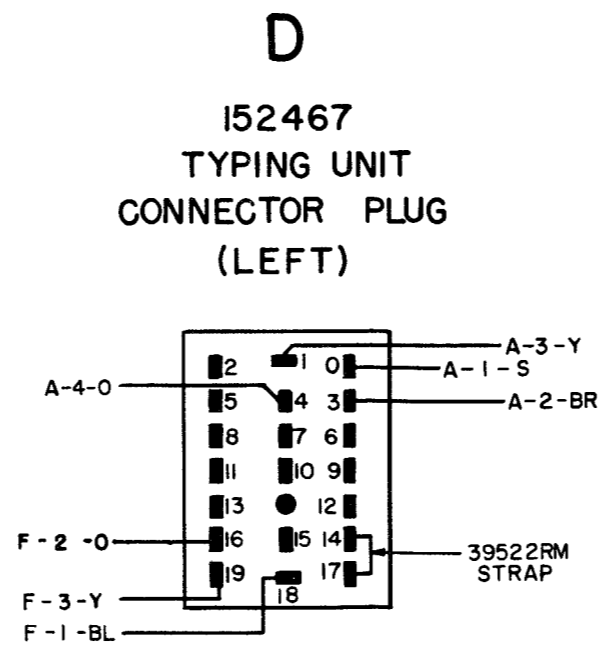 D
152467
TYPING UNIT
CONNECTOR PLUG
(LEFT)
A-3-Y
2 1 0
A-1-S
A-4-O
5 4 3
A-2-BR
8 7 6
11 10 9
13 12
F-2-O
16 15 14
39522RM
STRAP
19 17
18
F-3-Y
F-1-BL